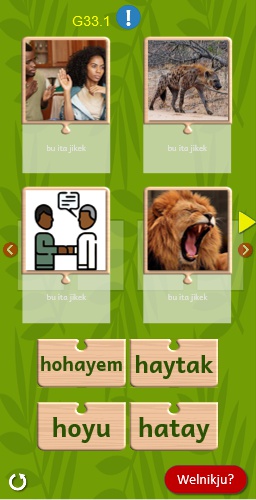 G33.1
!
bu ita jikek
bu ita jikek
bu ita jikek
bu ita jikek
hohayem
haytak
hoyu
hatay
Welnikju?